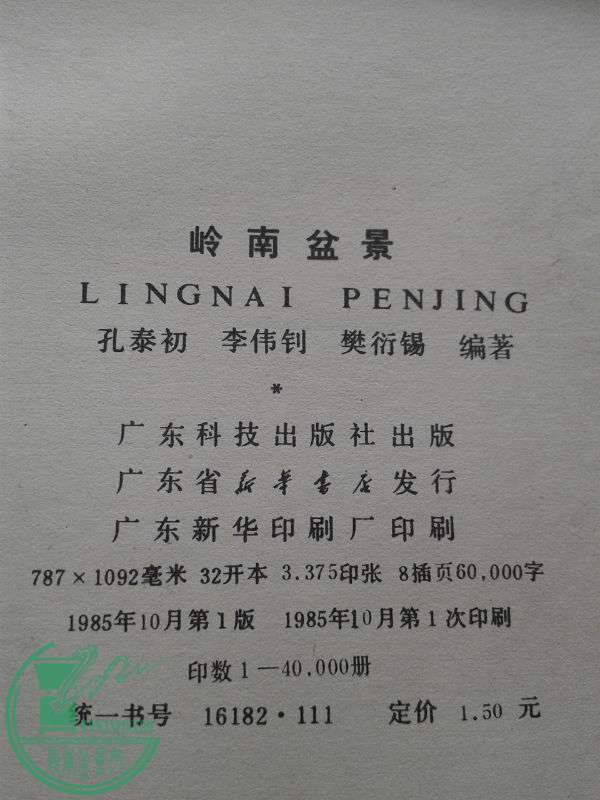 岭南盆景
LINGNAI PENJING
孔泰初 李伟钊 樊衍锡 编著
*
广东科技出版社出版
广东省新华书店发行
广东新华印刷厂印刷
787×1092毫米 32开本 3.375印张 8插页60,000字
1985年10月第1版 1985年10月第1次印刷
印数1—40,000册
统一书号 16182·111 定价 1.50 元